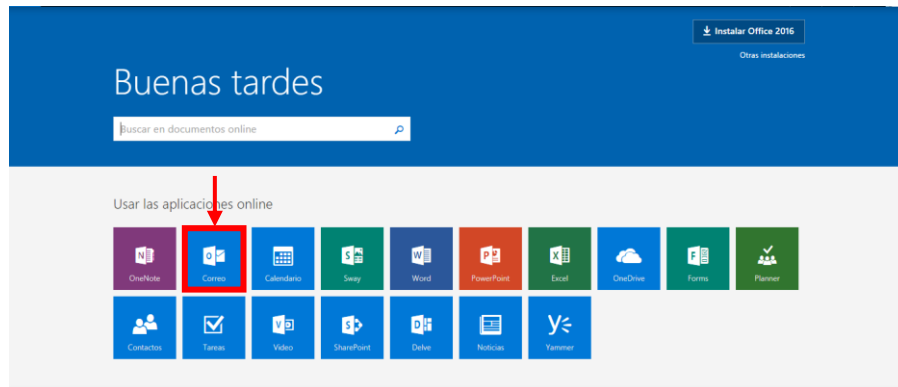 Instalar Office 2016
Otras instalaciones
Buenas tardes
Buscar en documentos online
Usar las aplicaciones online
OneNote
Correo
Calendario
Sway
Word
PowerPoint
Excel
OneDrive
Forms
Planner
Contactos
Tareas
Video
SharePoint
Delve
Noticias
Yammer